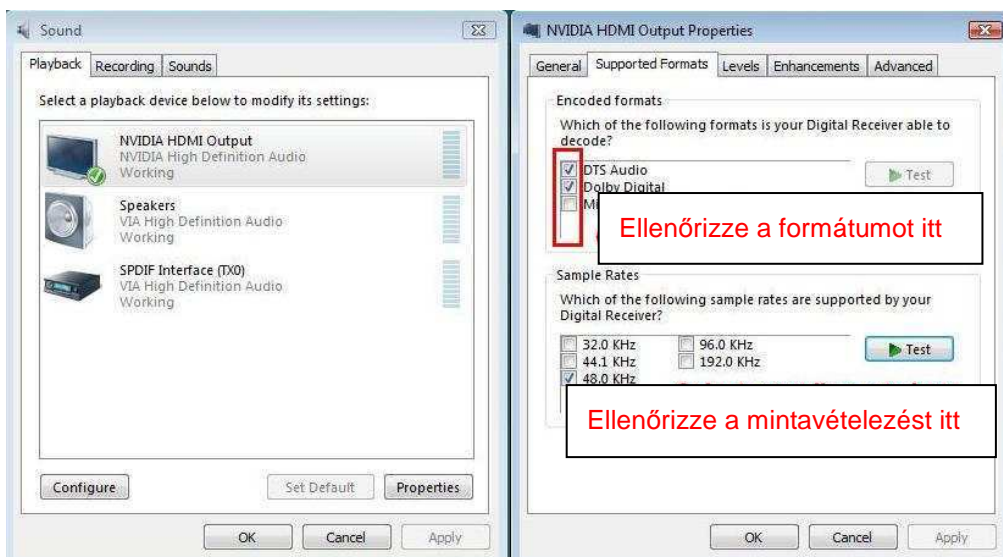 Sound
Playback Recording Sounds
Select a playback device below to modify its settings:
NVIDIA HDMI Output
NVIDIA High Definition Audio
Working
Speakers
VIA High Definition Audio
Working
SPDIF Interface (TX0)
VIA High Definition Audio
Working
Configure Set Default Properties
OK Cancel Apply
NVIDIA HDMI Output Properties
General Supported Formats Levels Enhancements Advanced
Encoded formats
Which of the following formats is your Digital Receiver able to
decode?
DTS Audio
Dolby Digital
Test
Ellenőrizze a formátumot itt
Sample Rates
Which of the following sample rates are supported by your
Digital Receiver?
32.0 KHz 96.0 KHz
44.1 KHz 192.0 KHz
48.0 KHz
Test
Ellenőrizze a mintavételezést itt
OK Cancel Apply